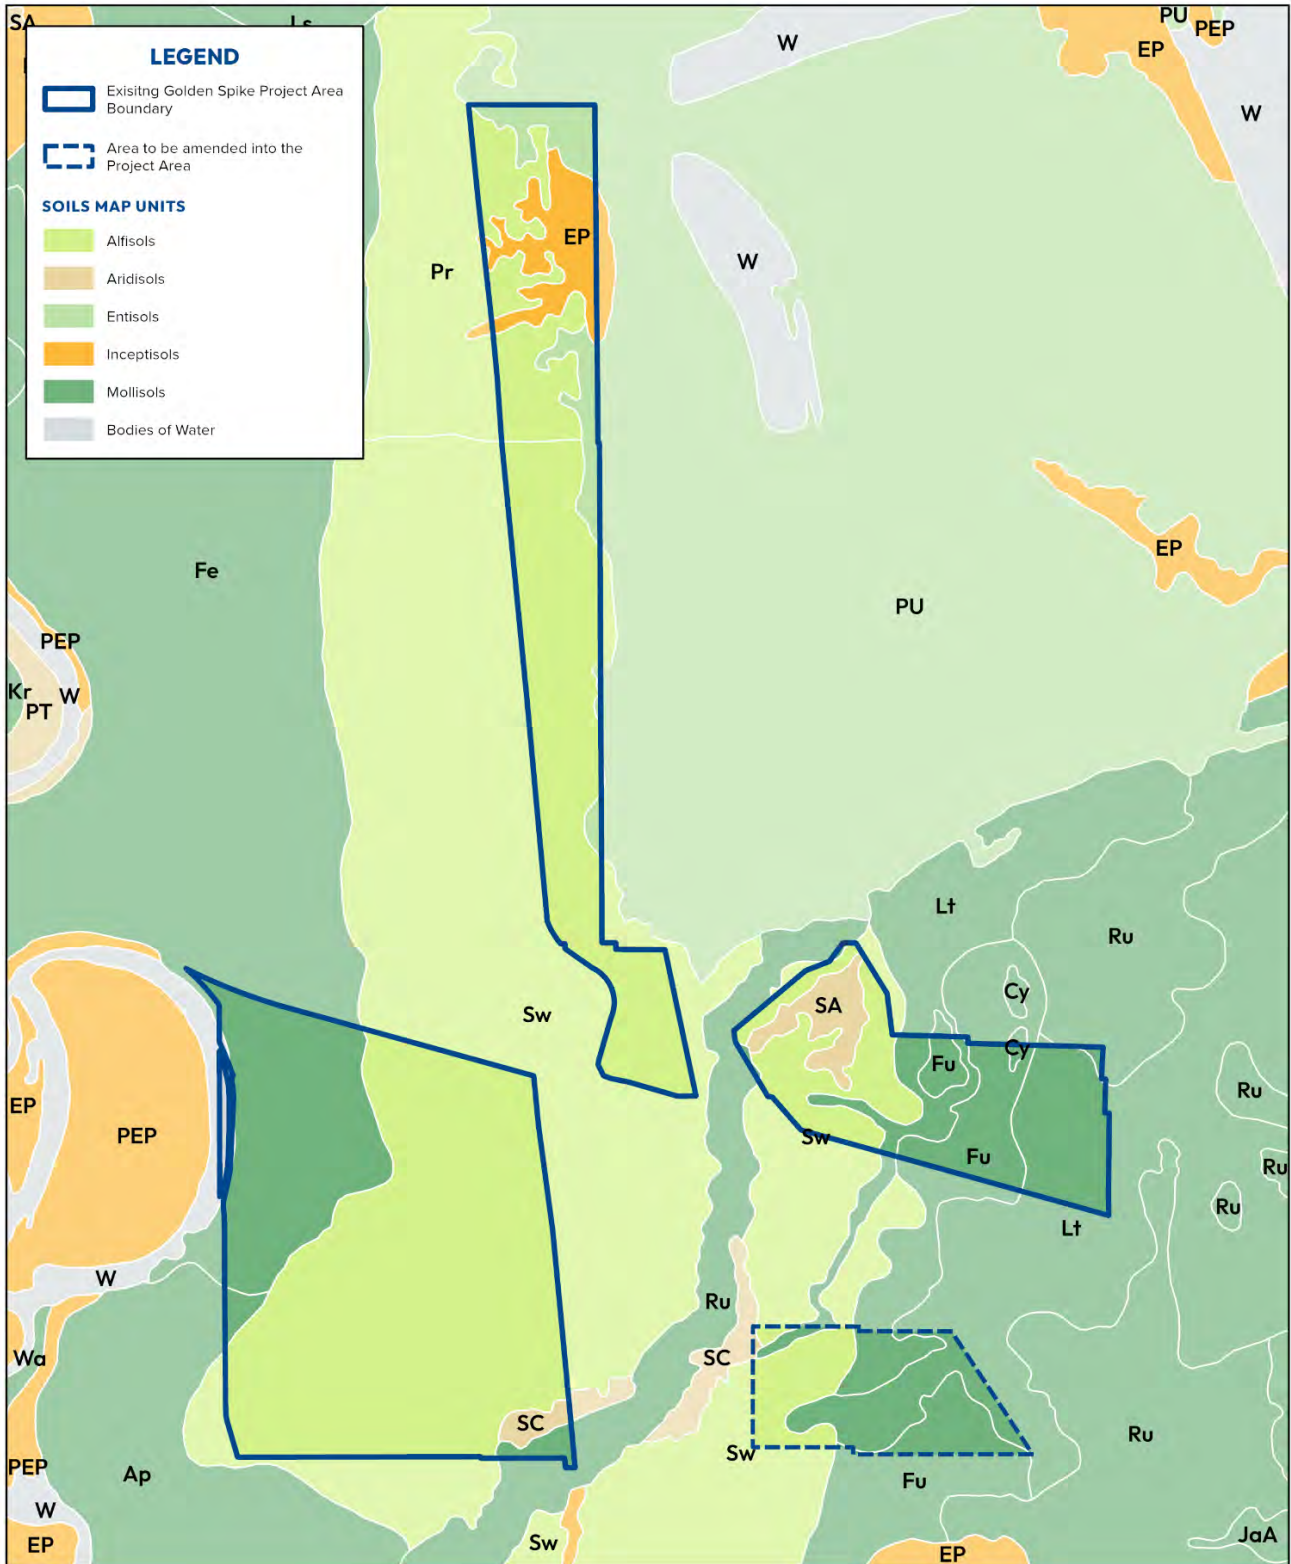 SA
Ls
PU
PEP
EP
W
W
LEGEND
Exisitng Golden Spike Project Area
Boundary
Area to be amended into the
Project Area
SOILS MAP UNITS
Alfisols
Aridisols
Entisols
Inceptisols
Mollisols
Bodies of Water
EP
Pr
W
EP
Fe
PU
PEP
Kr
W
PT
Lt
Ru
Cy
SA
Sw
Cy
Fu
Ru
EP
PEP
Sw
Fu
Ru
Ru
Lt
W
Ru
Wa
SC
SC
Ru
Sw
PEP
Ap
Fu
W
JaA
EP
Sw
EP